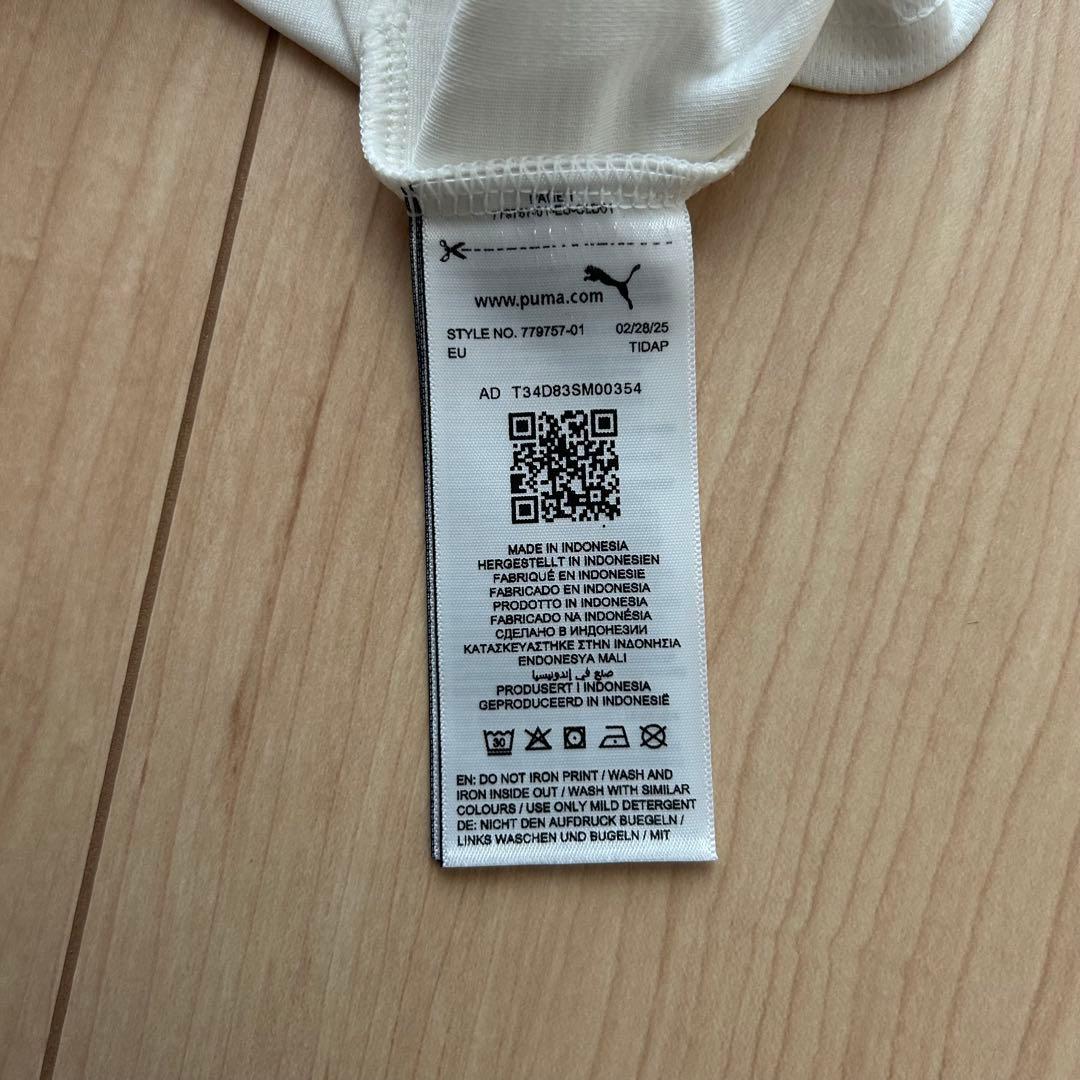 PAGE 1
www.puma.com
STYLE NO. 779757-01 02/28/25
EU TIDAP
AD T34D83SM00354
MADE IN INDONESIA
HERGESTELLT IN INDONESIEN
FABRIQUÉ EN INDONESIE
FABRICADO EN INDONESIA
PRODOTTO IN INDONESIA
FABRICADO NA INDONÉSIA
СДЕЛАНО В ИНДОНЕЗИИ
ΚΑΤΑΣΚΕΥΑΣΤΗΚΕ ΣΤΗΝ ΙΝΔΟΝΗΣΙΑ
ENDONESYA MALI
صنع في إندونيسيا
PRODUSERT I INDONESIA
GEPRODUCEERD IN INDONESIË
30
EN: DO NOT IRON PRINT / WASH AND
IRON INSIDE OUT / WASH WITH SIMILAR
COLOURS / USE ONLY MILD DETERGENT
DE: NICHT DEN AUFDRUCK BUEGELN /
LINKS WASCHEN UND BUGELN / MIT